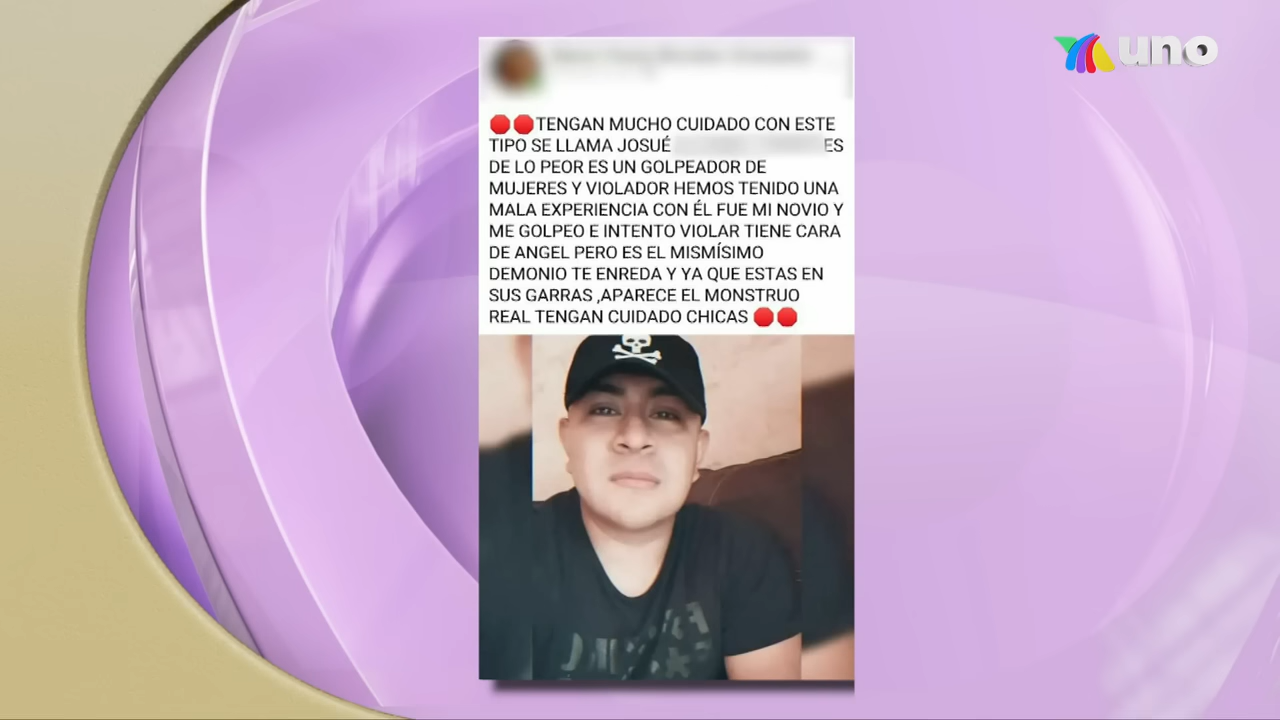 uno
🛑🛑TENGAN MUCHO CUIDADO CON ESTE
TIPO SE LLAMA JOSUÉ ES
DE LO PEOR ES UN GOLPEADOR DE
MUJERES Y VIOLADOR HEMOS TENIDO UNA
MALA EXPERIENCIA CON ÉL FUE MI NOVIO Y
ME GOLPEO E INTENTO VIOLAR TIENE CARA
DE ANGEL PERO ES EL MISMÍSIMO
DEMONIO TE ENREDA Y YA QUE ESTAS EN
SUS GARRAS ,APARECE EL MONSTRUO
REAL TENGAN CUIDADO CHICAS 🛑🛑